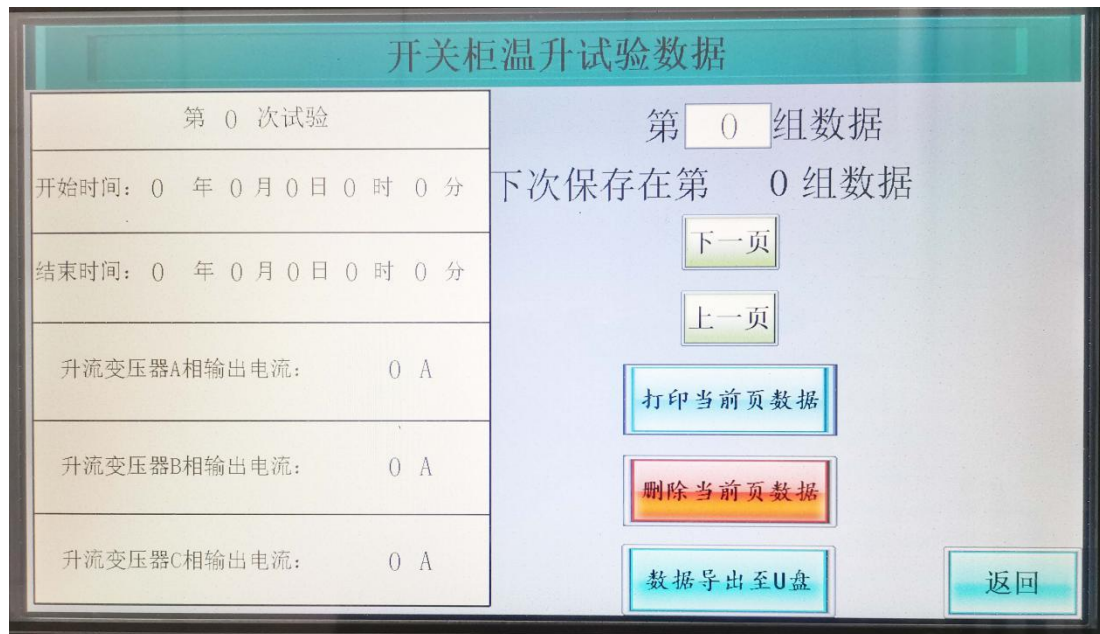 开关柜温升试验数据
第 0 次试验
开始时间: 0 年 0 月 0 日 0 时 0 分
结束时间: 0 年 0 月 0 日 0 时 0 分
升流变压器A相输出电流: 0 A
升流变压器B相输出电流: 0 A
升流变压器C相输出电流: 0 A
第 0 组数据
下次保存在第 0 组数据
下一页
上一页
打印当前页数据
删除当前页数据
数据导出至U盘
返回